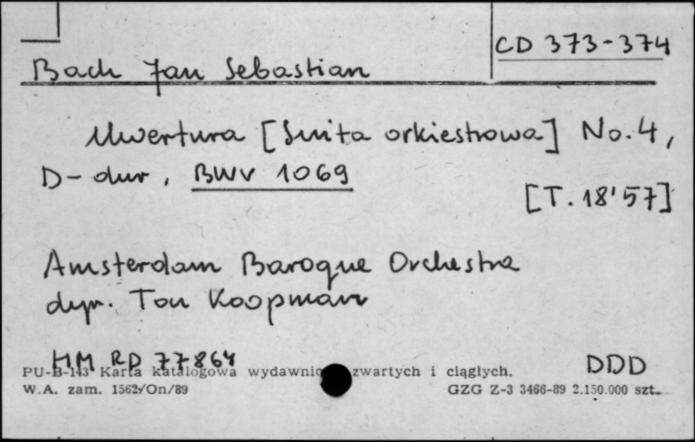 CD 373-374
Bach Jan Sebastian
Uwertura [Suita orkiestrowa] No. 4,
D-dur, BWV 1069
[T. 18'57]
Amsterdam Baroque Orchestra
dyr. Ton Koopman
HM RD 77864 DDD
PU-B-143 Karta katalogowa zwartych i ciągłych.
W.A. zam. 1562/On/89 GZG Z-3 3466-89 2.150.000 szt.